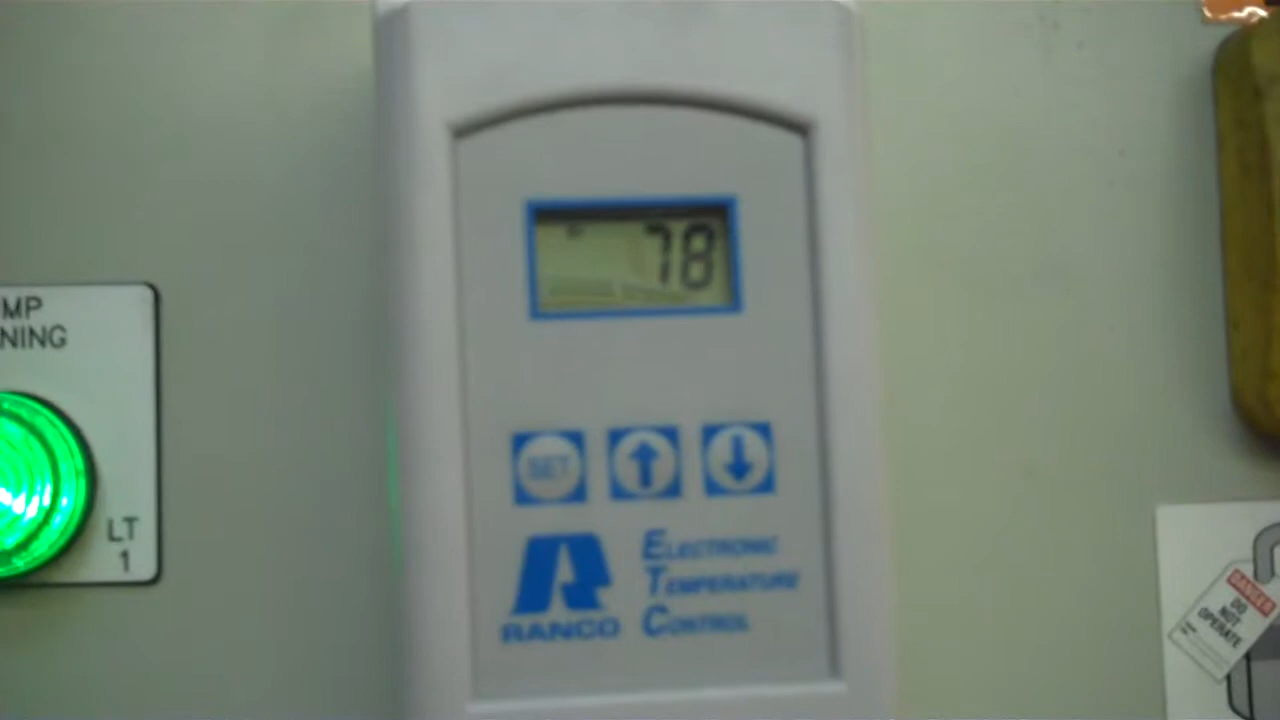 78
MP
NING
LT
1
SET
RANCO
ELECTRONIC
TEMPERATURE
CONTROL
DANGER
DO
NOT
OPERATE